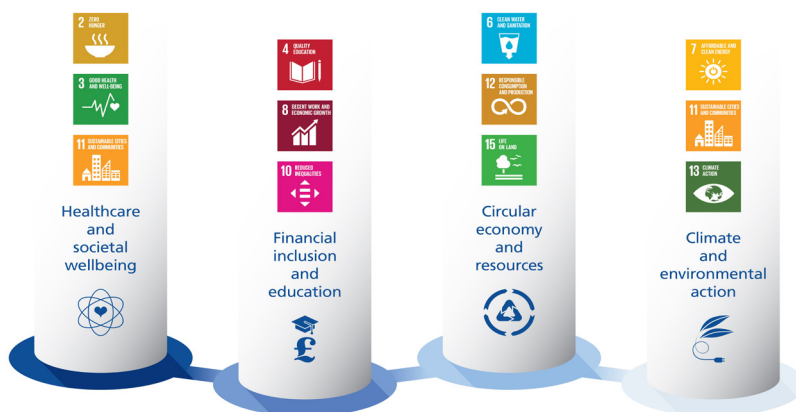 2 ZERO
HUNGER
3 GOOD HEALTH
AND WELL-BEING
11 SUSTAINABLE CITIES
AND COMMUNITIES
Healthcare
and
societal
wellbeing
4 QUALITY
EDUCATION
8 DECENT WORK AND
ECONOMIC GROWTH
10 REDUCED
INEQUALITIES
Financial
inclusion
and
education
£
6 CLEAN WATER
AND SANITATION
12 RESPONSIBLE
CONSUMPTION
AND PRODUCTION
15 LIFE
ON LAND
Circular
economy
and
resources
7 AFFORDABLE AND
CLEAN ENERGY
11 SUSTAINABLE CITIES
AND COMMUNITIES
13 CLIMATE
ACTION
Climate
and
environmental
action